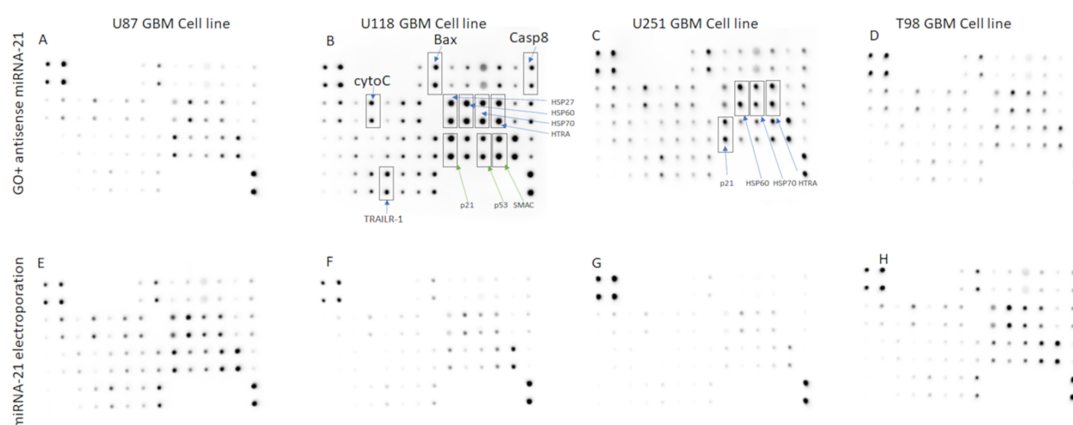 U87 GBM Cell line
U118 GBM Cell line
U251 GBM Cell line
T98 GBM Cell line
GO+ antisense miRNA-21
A
B
Bax
Casp8
C
D
cytoC
HSP27
HSP60
HSP70
HTRA
p21
p53
SMAC
TRAILR-1
p21
HSP60
HSP70
HTRA
miRNA-21 electroporation
E
F
G
H